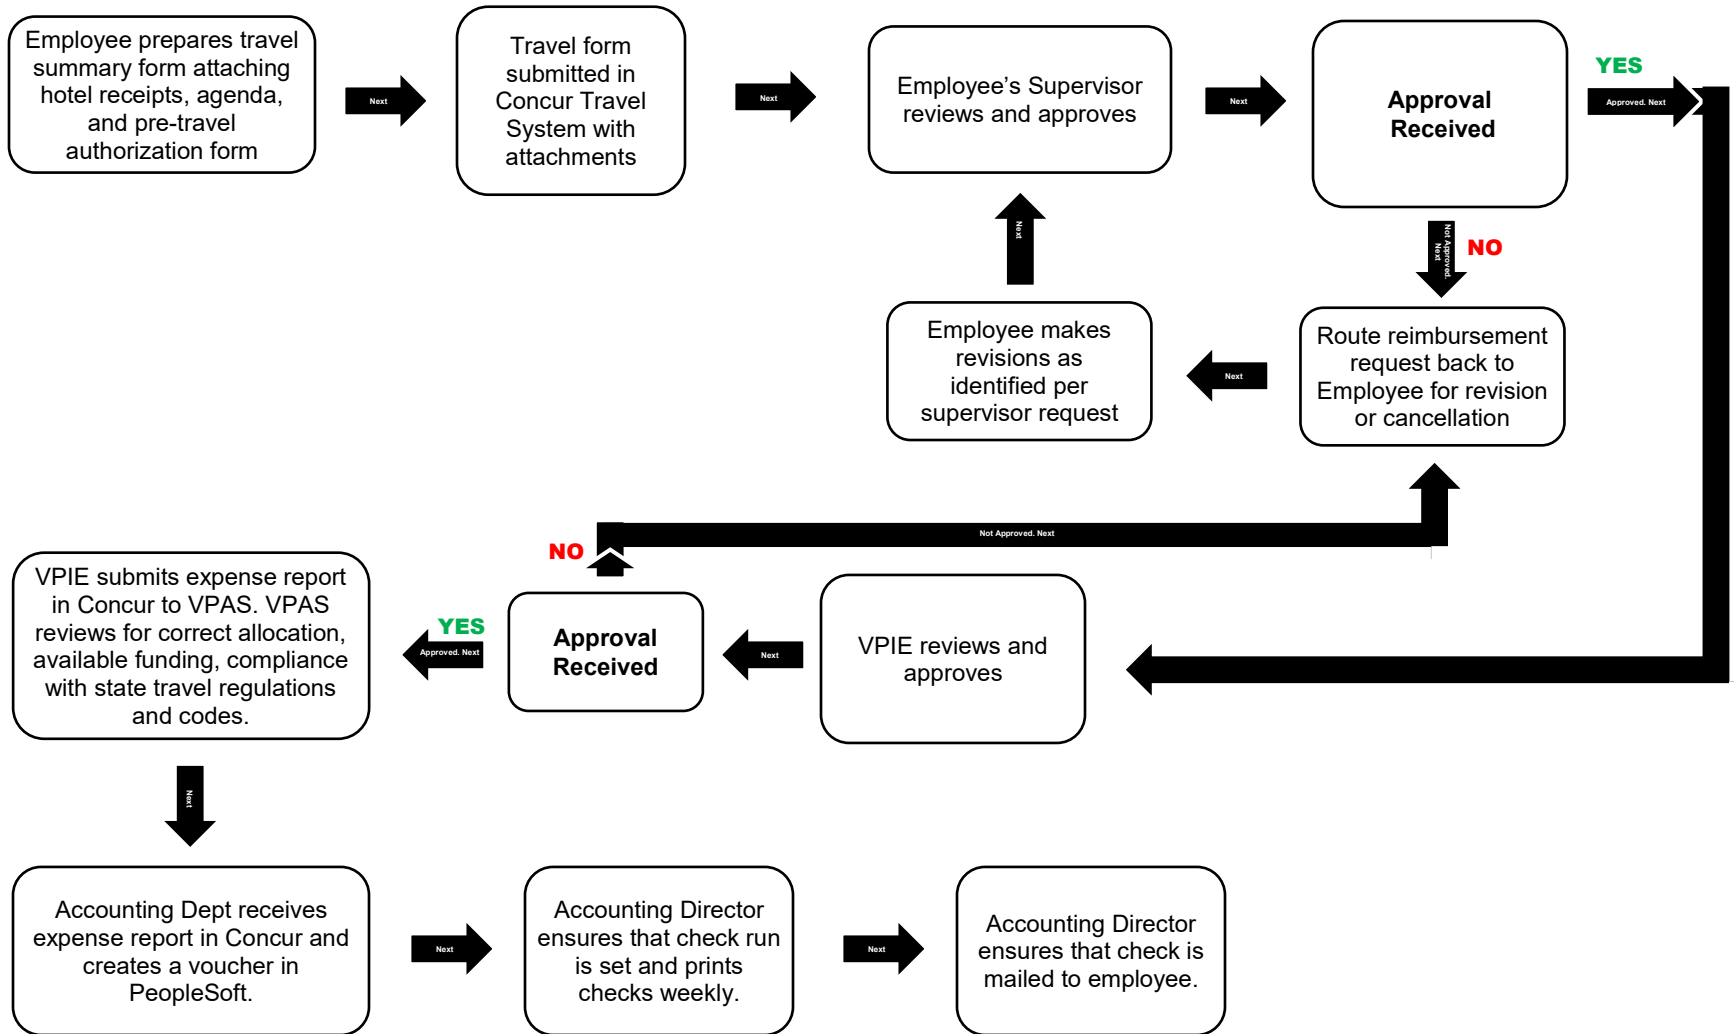 Employee prepares travel
summary form attaching
hotel receipts, agenda,
and pre-travel
authorization form
Next
Travel form
submitted in
Concur Travel
System with
attachments
Next
Employee’s Supervisor
reviews and approves
Next
Approval
Received
YES
Approved. Next
Not Approved.
Next
NO
Route reimbursement
request back to
Employee for revision
or cancellation
Next
Employee makes
revisions as
identified per
supervisor request
Next
VPIE reviews and
approves
Next
Approval
Received
NO
Not Approved. Next
YES
Approved. Next
VPIE submits expense report
in Concur to VPAS. VPAS
reviews for correct allocation,
available funding, compliance
with state travel regulations
and codes.
Next
Accounting Dept receives
expense report in Concur and
creates a voucher in
PeopleSoft.
Next
Accounting Director
ensures that check run
is set and prints
checks weekly.
Next
Accounting Director
ensures that check is
mailed to employee.